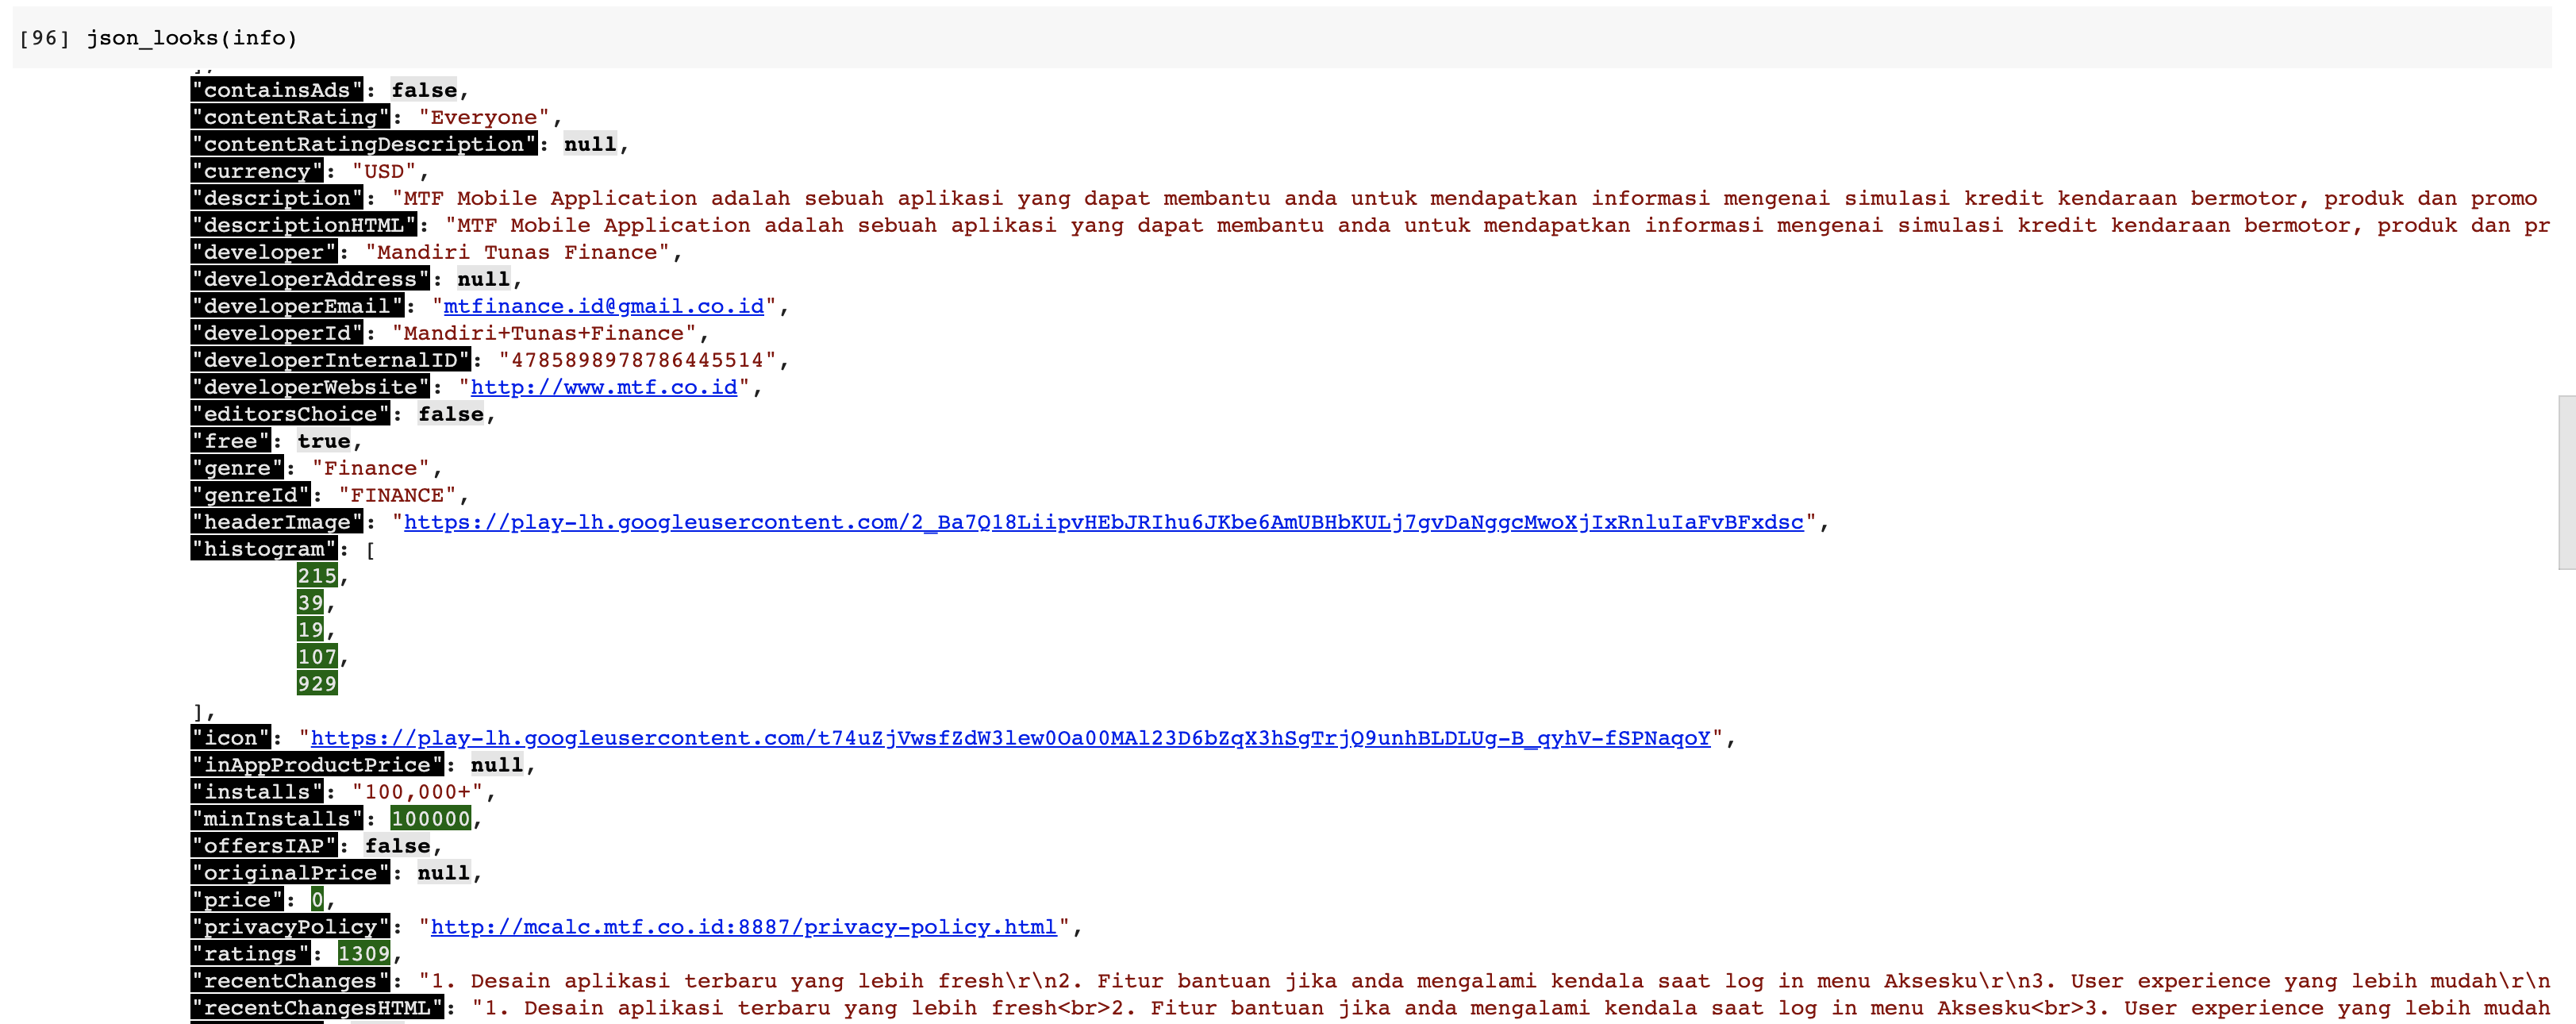 [96] json_looks(info)
],
"containsAds": false,
"contentRating": "Everyone",
"contentRatingDescription": null,
"currency": "USD",
"description": "MTF Mobile Application adalah sebuah aplikasi yang dapat membantu anda untuk mendapatkan informasi mengenai simulasi kredit kendaraan bermotor, produk dan promo
"descriptionHTML": "MTF Mobile Application adalah sebuah aplikasi yang dapat membantu anda untuk mendapatkan informasi mengenai simulasi kredit kendaraan bermotor, produk dan pr
"developer": "Mandiri Tunas Finance",
"developerAddress": null,
"developerEmail": "mtfinance.id@gmail.co.id",
"developerId": "Mandiri+Tunas+Finance",
"developerInternalID": "4785898978786445514",
"developerWebsite": "http://www.mtf.co.id",
"editorsChoice": false,
"free": true,
"genre": "Finance",
"genreId": "FINANCE",
"headerImage": "https://play-lh.googleusercontent.com/2_Ba7Q18LiipvHEbJRIhu6JKbe6AmUBHbKULj7gvDaNggcMwoXjIxRnluIaFvBFxdsc",
"histogram": [
215,
39,
19,
107,
929
],
"icon": "https://play-lh.googleusercontent.com/t74uZjVwsfZdW3lew0Oa00MAl23D6bZqX3hSgTrjQ9unhBLDLUg-B_qyhV-fSPNaqoY",
"inAppProductPrice": null,
"installs": "100,000+",
"minInstalls": 100000,
"offersIAP": false,
"originalPrice": null,
"price": 0,
"privacyPolicy": "http://mcalc.mtf.co.id:8887/privacy-policy.html",
"ratings": 1309,
"recentChanges": "1. Desain aplikasi terbaru yang lebih fresh\r\n2. Fitur bantuan jika anda mengalami kendala saat log in menu Aksesku\r\n3. User experience yang lebih mudah\r\n
"recentChangesHTML": "1. Desain aplikasi terbaru yang lebih fresh<br>2. Fitur bantuan jika anda mengalami kendala saat log in menu Aksesku<br>3. User experience yang lebih mudah